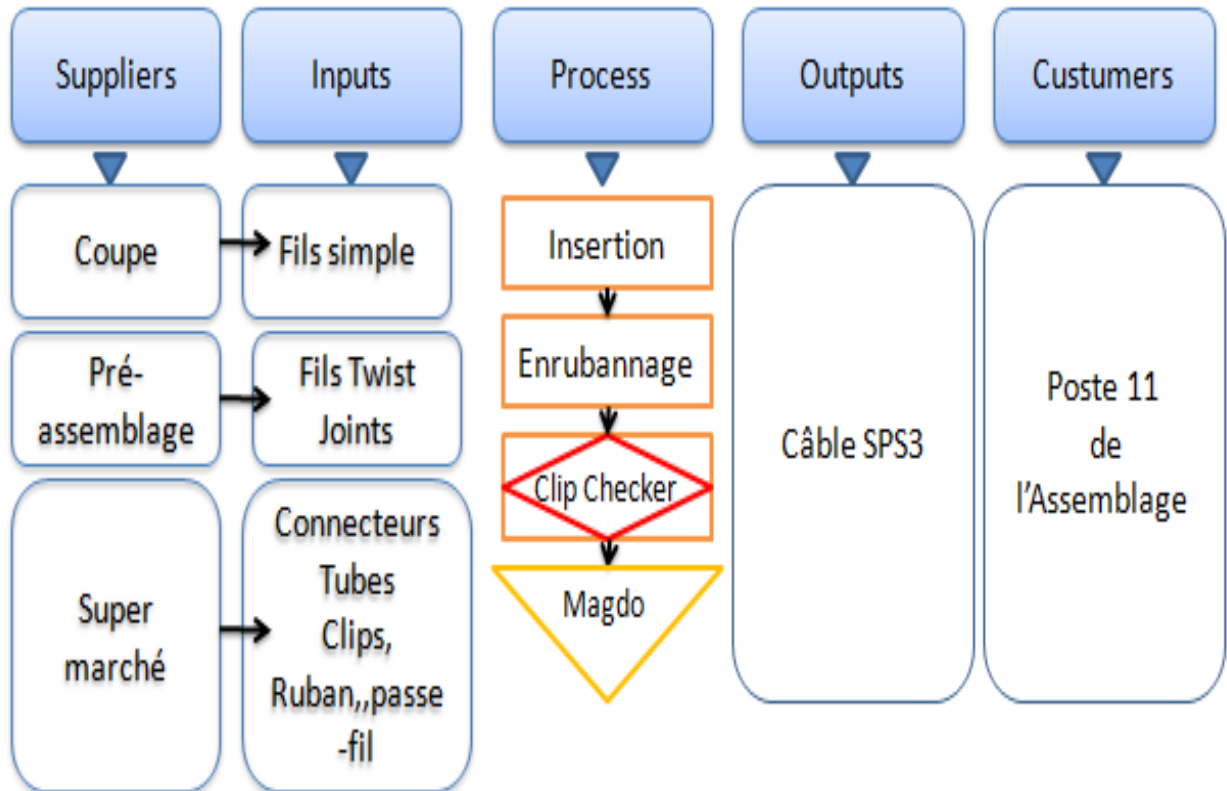 Suppliers
Inputs
Process
Outputs
Custumers
Coupe
Fils simple
Pré-
assemblage
Fils Twist
Joints
Super
marché
Connecteurs
Tubes
Clips,
Ruban,,passe
-fil
Insertion
Enrubannage
Clip Checker
Magdo
Câble SPS3
Poste 11
de
l'Assemblage